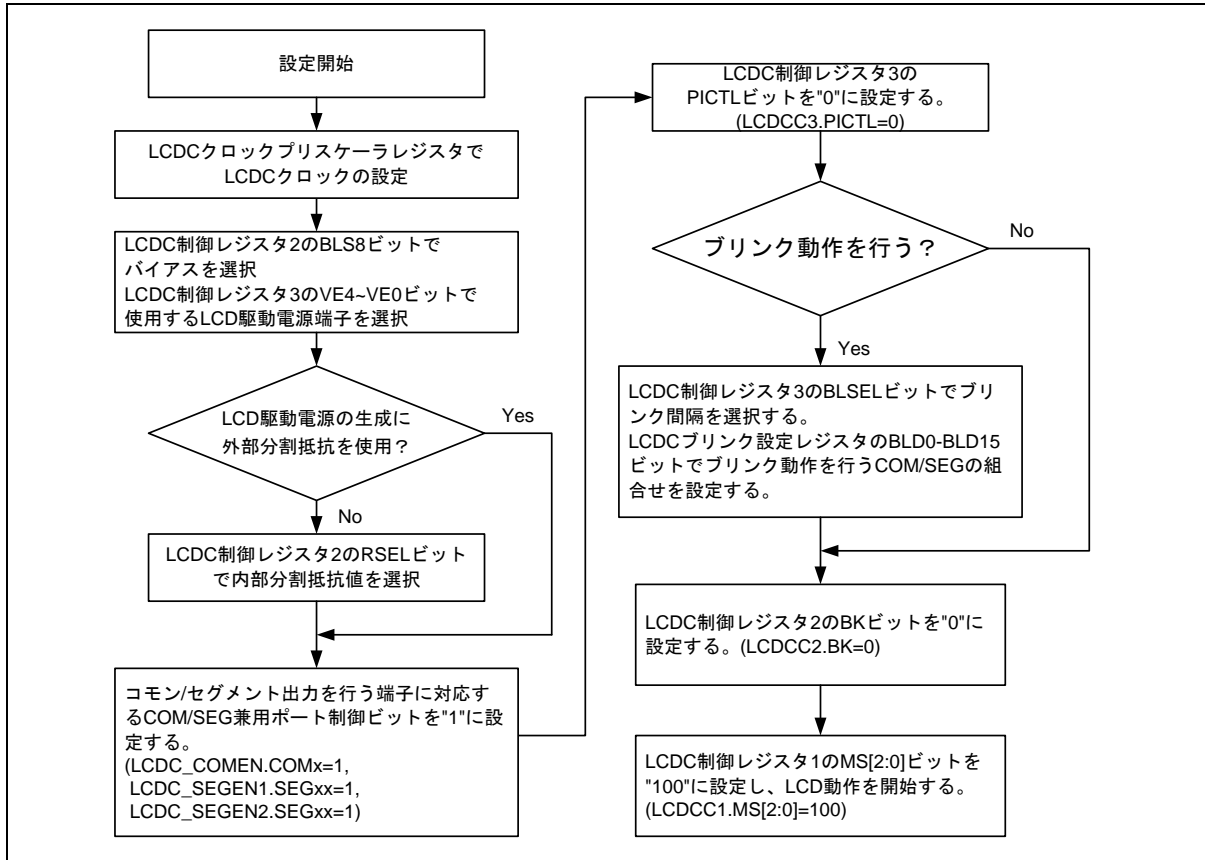 設定開始
LCDCクロックプリスケーラレジスタで
LCDCクロックの設定
LCDC制御レジスタ2のBLS8ビットで
バイアスを選択
LCDC制御レジスタ3のVE4~VE0ビットで
使用するLCD駆動電源端子を選択
LCD駆動電源の生成に
外部分割抵抗を使用？
Yes
No
LCDC制御レジスタ2のRSELビット
で内部分割抵抗値を選択
コモン/セグメント出力を行う端子に対応す
るCOM/SEG兼用ポート制御ビットを"1"に設
定する。
(LCDC_COMEN.COMx=1,
LCDC_SEGEN1.SEGxx=1,
LCDC_SEGEN2.SEGxx=1)
LCDC制御レジスタ3の
PICTLビットを"0"に設定する。
(LCDCC3.PICTL=0)
ブリンク動作を行う？
No
Yes
LCDC制御レジスタ3のBLSELビットでブリ
ンク間隔を選択する。
LCDCブリンク設定レジスタのBLD0-BLD15
ビットでブリンク動作を行うCOM/SEGの組
合せを設定する。
LCDC制御レジスタ2のBKビットを"0"に
設定する。(LCDCC2.BK=0)
LCDC制御レジスタ1のMS[2:0]ビットを
"100"に設定し、LCD動作を開始する。
(LCDCC1.MS[2:0]=100)